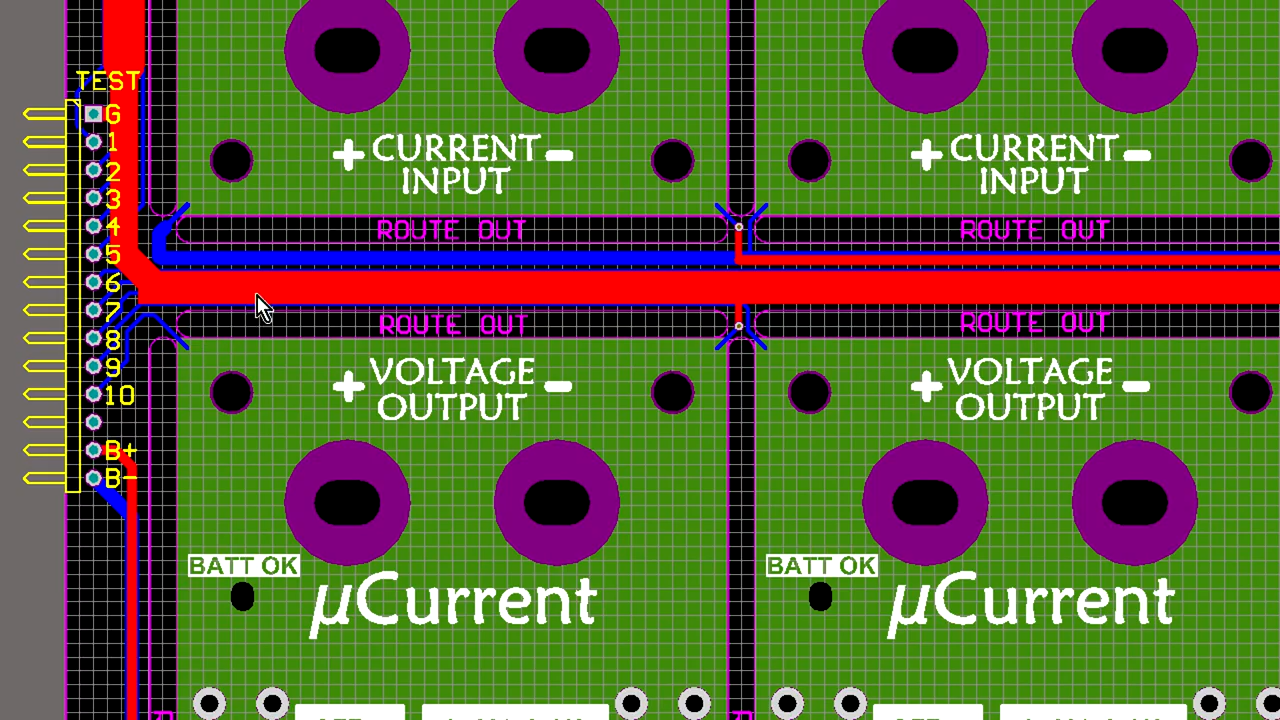 TEST
G
1
2
3
4
5
6
7
8
9
10
B+
B-
+ CURRENT -
INPUT
+ CURRENT -
INPUT
ROUTE OUT
ROUTE OUT
ROUTE OUT
ROUTE OUT
+ VOLTAGE -
OUTPUT
+ VOLTAGE -
OUTPUT
BATT OK
µCurrent
BATT OK
µCurrent